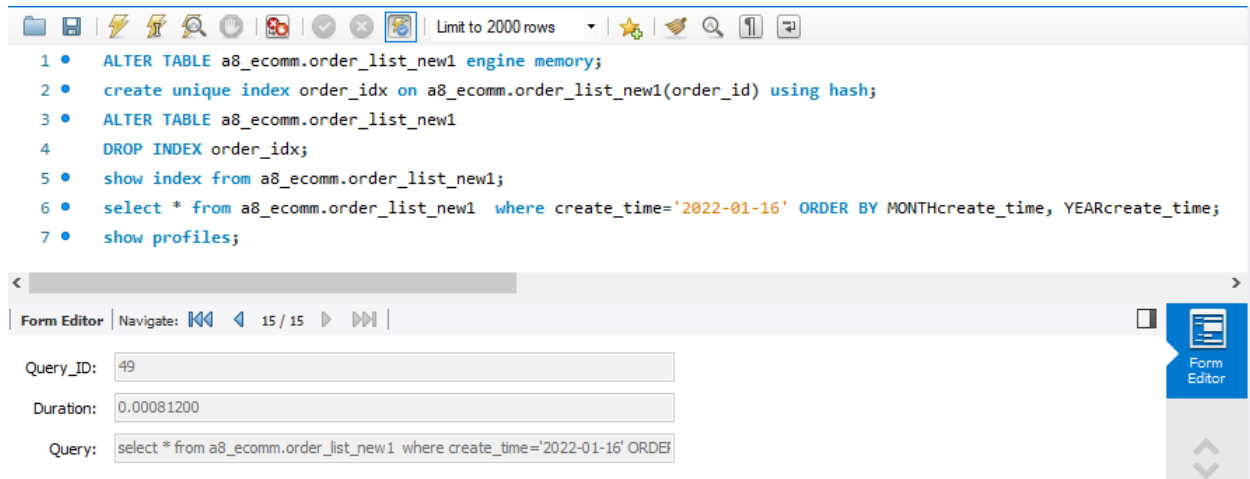 Limit to 2000 rows
1 ALTER TABLE a8_ecomm.order_list_new1 engine memory;
2 create unique index order_idx on a8_ecomm.order_list_new1(order_id) using hash;
3 ALTER TABLE a8_ecomm.order_list_new1
4 DROP INDEX order_idx;
5 show index from a8_ecomm.order_list_new1;
6 select * from a8_ecomm.order_list_new1  where create_time='2022-01-16' ORDER BY MONTHcreate_time, YEARcreate_time;
7 show profiles;
Form Editor Navigate: 15 / 15
Form Editor
Query_ID: 49
Duration: 0.00081200
Query: select * from a8_ecomm.order_list_new1  where create_time='2022-01-16' ORDER